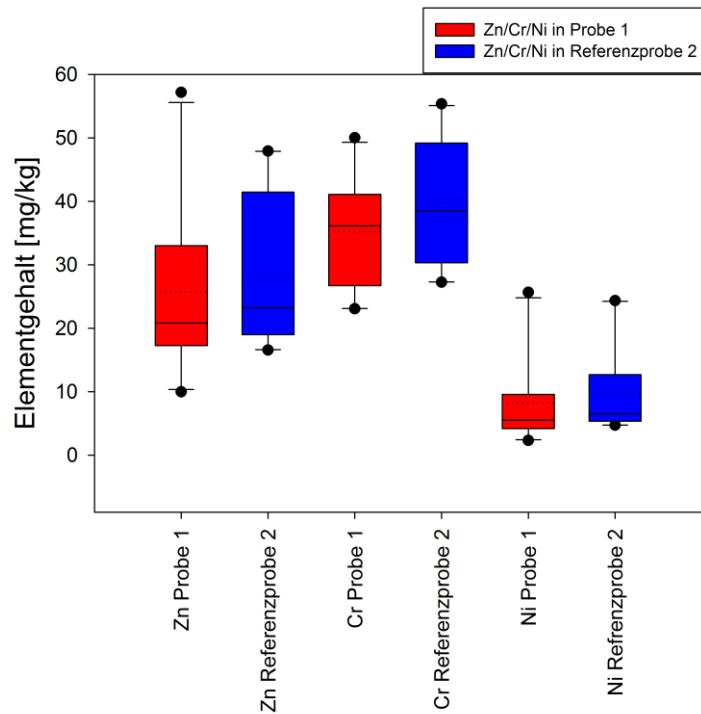 Zn/Cr/Ni in Probe 1
Zn/Cr/Ni in Referenzprobe 2
Elementgehalt [mg/kg]
60
50
40
30
20
10
0
Zn Probe 1
Zn Referenzprobe 2
Cr Probe 1
Cr Referenzprobe 2
Ni Probe 1
Ni Refrenzprobe 2